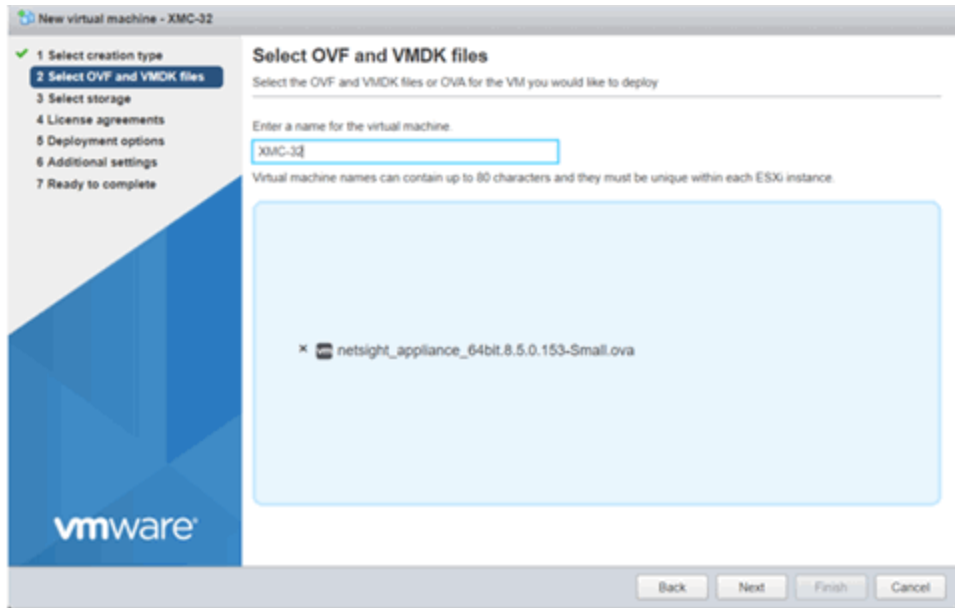 New virtual machine - XMC-32
1 Select creation type
2 Select OVF and VMDK files
3 Select storage
4 License agreements
5 Deployment options
6 Additional settings
7 Ready to complete
Select OVF and VMDK files
Select the OVF and VMDK files or OVA for the VM you would like to deploy
Enter a name for the virtual machine.
XMC-32
Virtual machine names can contain up to 80 characters and they must be unique within each ESXi instance.
netsight_appliance_64bit.8.5.0.153-Small.ova
vmware
Back Next Finish Cancel